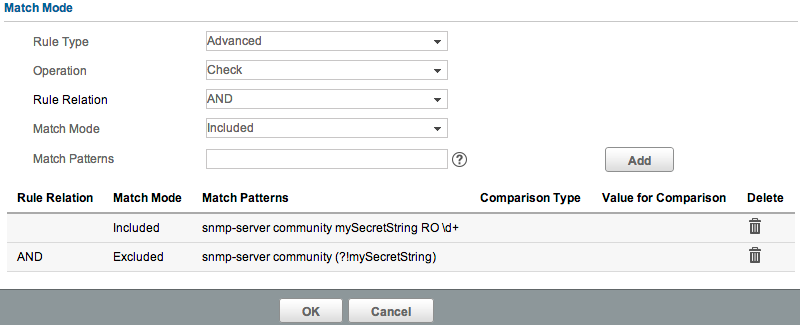 Match Mode
Rule Type Advanced
Operation Check
Rule Relation AND
Match Mode Included
Match Patterns ? Add
Rule Relation Match Mode Match Patterns Comparison Type Value for Comparison Delete
Included snmp-server community mySecretString RO \d+
AND Excluded snmp-server community (?!mySecretString)
OK Cancel